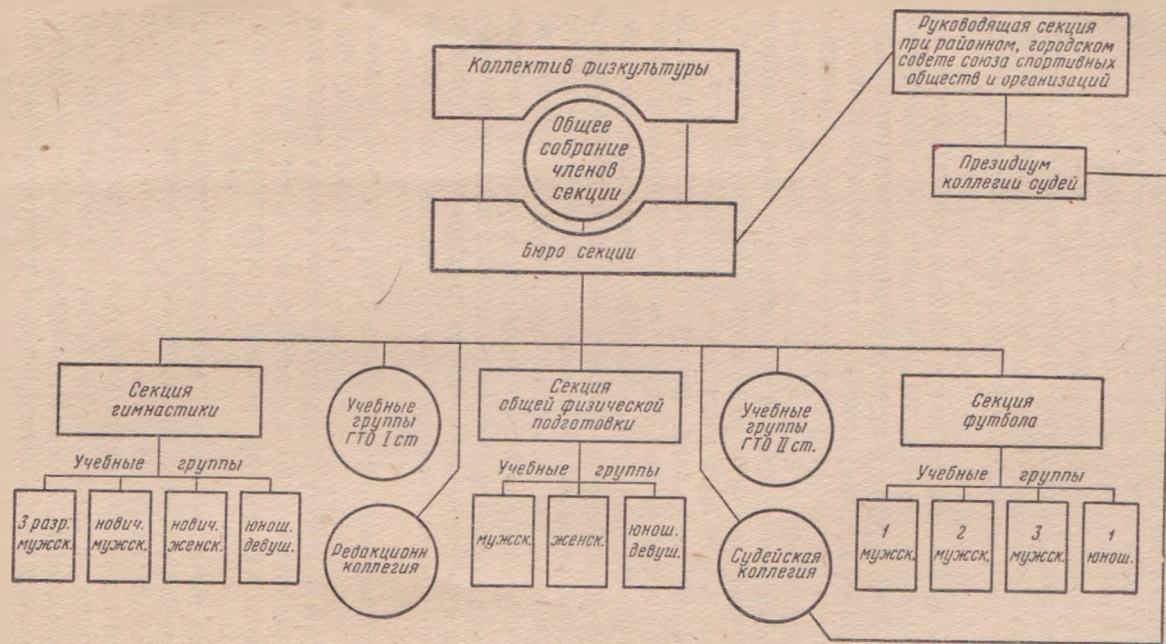 Коллектив физкультуры
Общее
собрание
членов
секции
Бюро секции
Руководящая секция
при районном, городском
совете союза спортивных
обществ и организаций
Президиум
коллегии судей
Секция
гимнастики
Учебные
группы
ГТО I ст
Секция
общей физической
подготовки
Учебные
группы
ГТО II ст.
Секция
футбола
Учебные группы
3 разр.
мужск.
нович.
мужск.
нович.
женск.
юнош.
девуш.
Редакционн
коллегия
Учебные группы
мужск.
женск.
юнош.
девуш.
Судейская
коллегия
Учебные группы
1
мужск.
2
мужск.
3
мужск.
1
юнош.